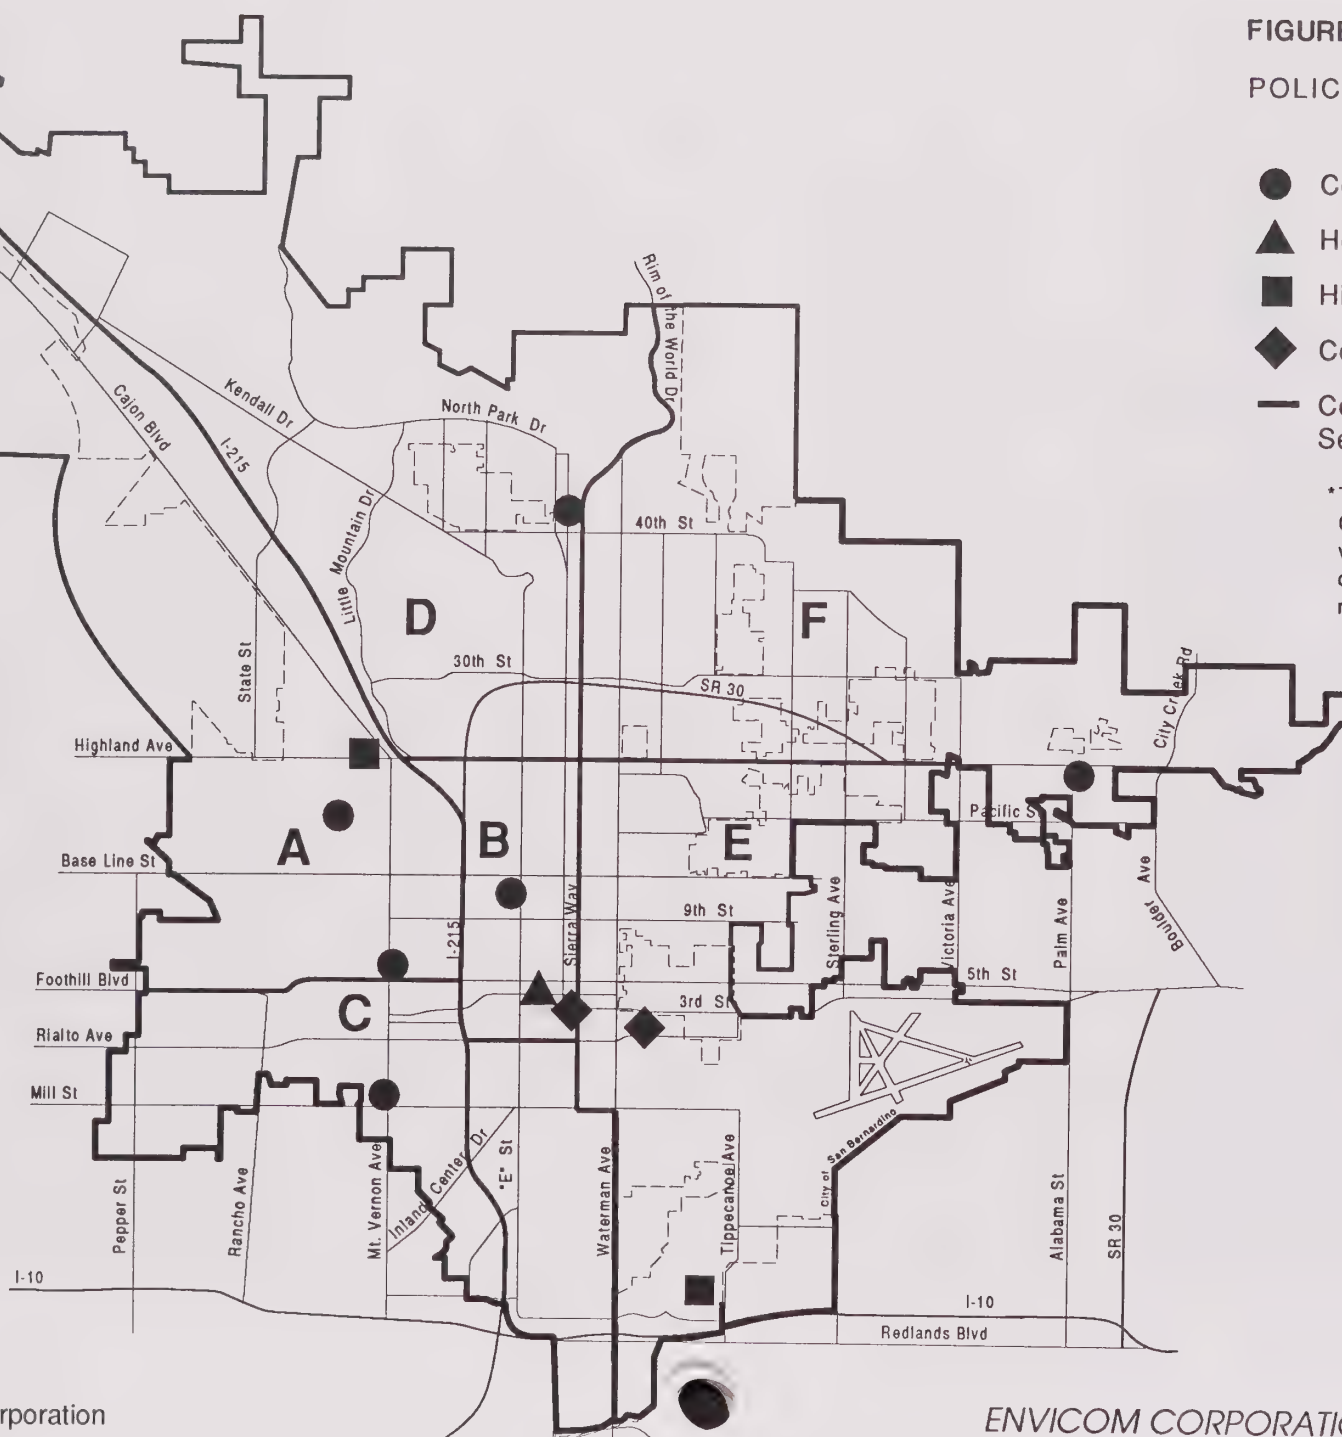 FIGURE
POLIC
C
H
HI
Co
Co
Se
Rim of the World Dr
Kendall Dr
Cajon Blvd
I-215
North Park Dr
Little Mountain Dr
40th St
D
F
State St
30th St
SR 30
City Creek Rd
Highland Ave
Pacific S
A
B
E
Base Line St
Sierra Way
9th St
Sterling Ave
Victoria Ave
Palm Ave
Boulder Ave
I-215
Foothill Blvd
5th St
C
3rd St
Rialto Ave
Mill St
City of San Bernardino
Pepper St
Rancho Ave
Mt. Vernon Ave
Inland Center Dr
"E" St
Waterman Ave
Tippecanoe Ave
Alabama St
SR 30
I-10
I-10
Redlands Blvd
rporation
ENVICOM CORPORATIO